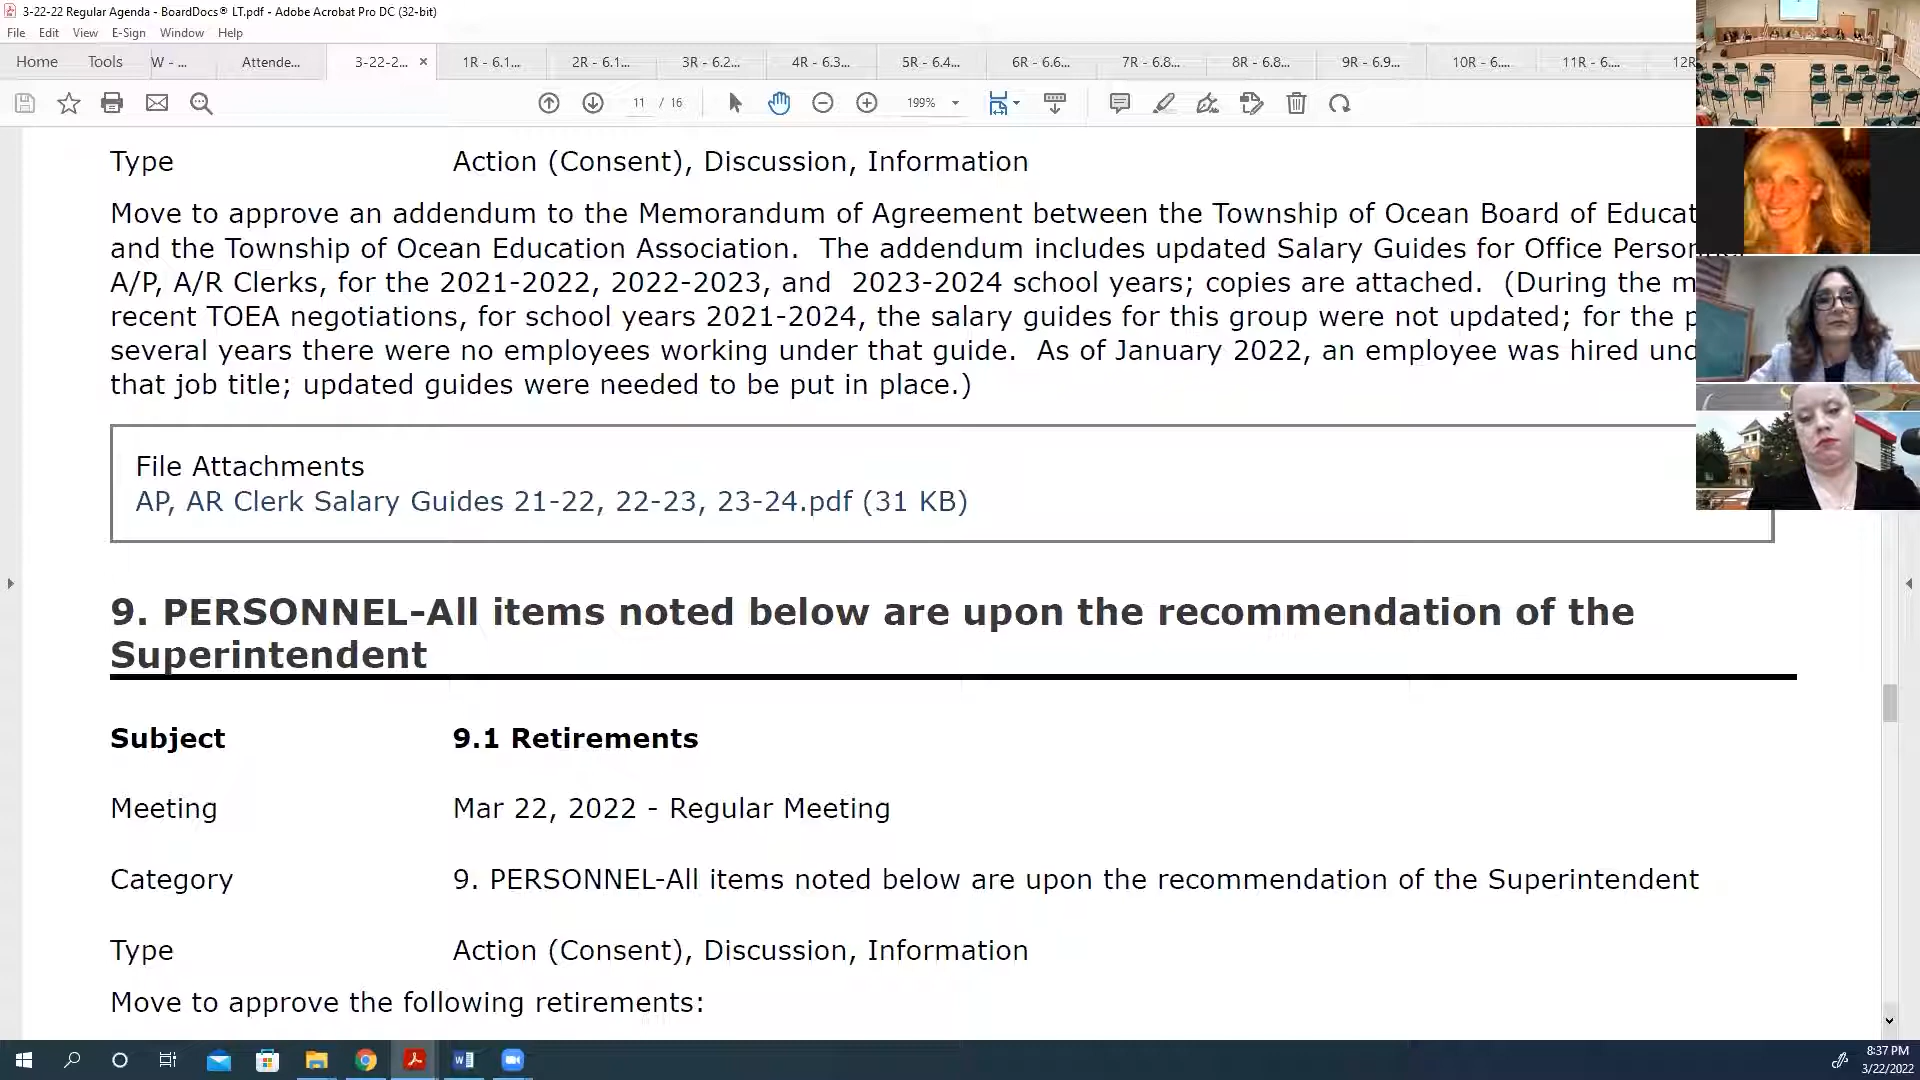 3-22-22 Regular Agenda - BoardDocs® LT.pdf - Adobe Acrobat Pro DC (32-bit)
File Edit View E-Sign Window Help
Home Tools W - ... Attende... 3-22-2... × 1R - 6.1... 2R - 6.1... 3R - 6.2... 4R - 6.3... 5R - 6.4... 6R - 6.6... 7R - 6.8... 8R - 6.8... 9R - 6.9... 10R - 6.... 11R - 6.... 12R
11 / 16 199%
Type Action (Consent), Discussion, Information
Move to approve an addendum to the Memorandum of Agreement between the Township of Ocean Board of Educat
and the Township of Ocean Education Association. The addendum includes updated Salary Guides for Office Person
A/P, A/R Clerks, for the 2021-2022, 2022-2023, and 2023-2024 school years; copies are attached. (During the m
recent TOEA negotiations, for school years 2021-2024, the salary guides for this group were not updated; for the p
several years there were no employees working under that guide. As of January 2022, an employee was hired und
that job title; updated guides were needed to be put in place.)
File Attachments
AP, AR Clerk Salary Guides 21-22, 22-23, 23-24.pdf (31 KB)
9. PERSONNEL-All items noted below are upon the recommendation of the
Superintendent
Subject 9.1 Retirements
Meeting Mar 22, 2022 - Regular Meeting
Category 9. PERSONNEL-All items noted below are upon the recommendation of the Superintendent
Type Action (Consent), Discussion, Information
Move to approve the following retirements:
8:37 PM
3/22/2022